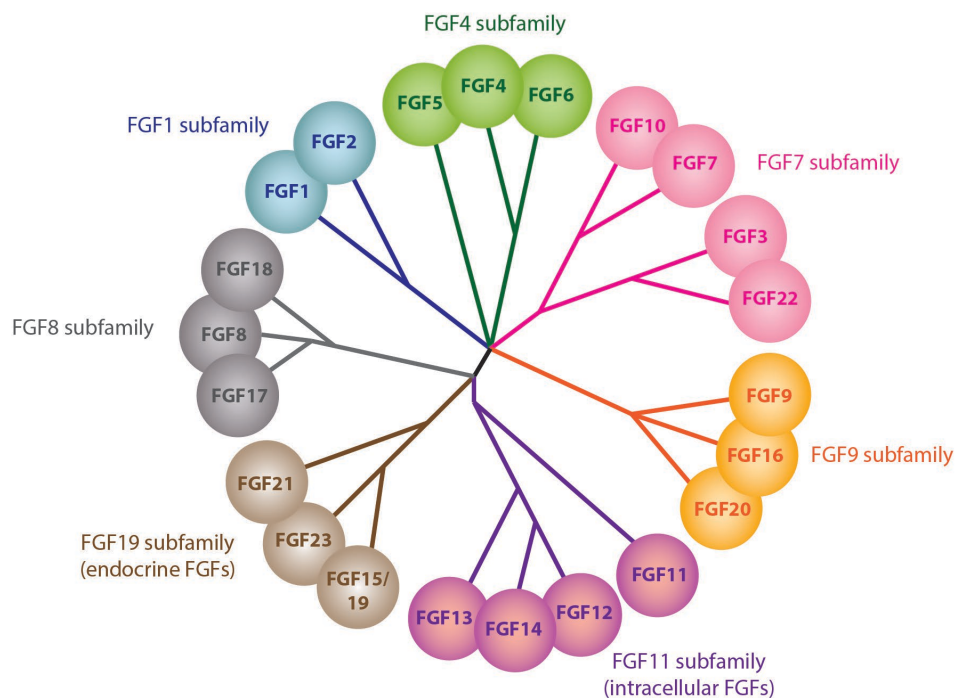 FGF4 subfamily
FGF5
FGF4
FGF6
FGF1 subfamily
FGF2
FGF1
FGF10
FGF7
FGF7 subfamily
FGF3
FGF22
FGF18
FGF8 subfamily
FGF8
FGF17
FGF9
FGF16
FGF9 subfamily
FGF20
FGF21
FGF23
FGF15/
19
FGF19 subfamily
(endocrine FGFs)
FGF11
FGF13
FGF14
FGF12
FGF11 subfamily
(intracellular FGFs)